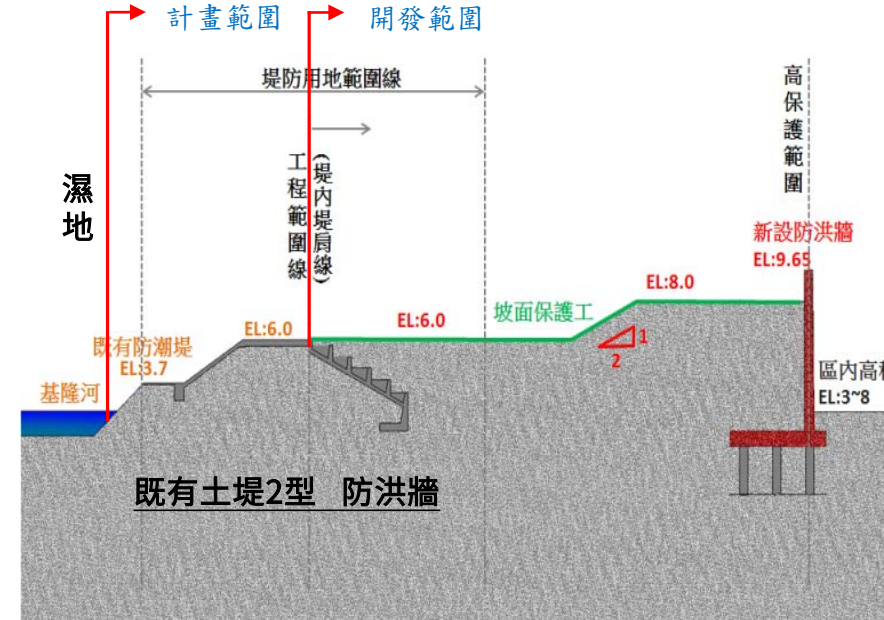 計畫範圍
開發範圍
堤防用地範圍線
高保護範圍
濕地
工程範圍線
(堤內堤肩線)
新設防洪牆
EL:9.65
EL:8.0
EL:6.0
EL:6.0
坡面保護工
既有防潮堤
EL:3.7
基隆河
1
2
區內高程
EL:3~8
既有土堤2型 防洪牆